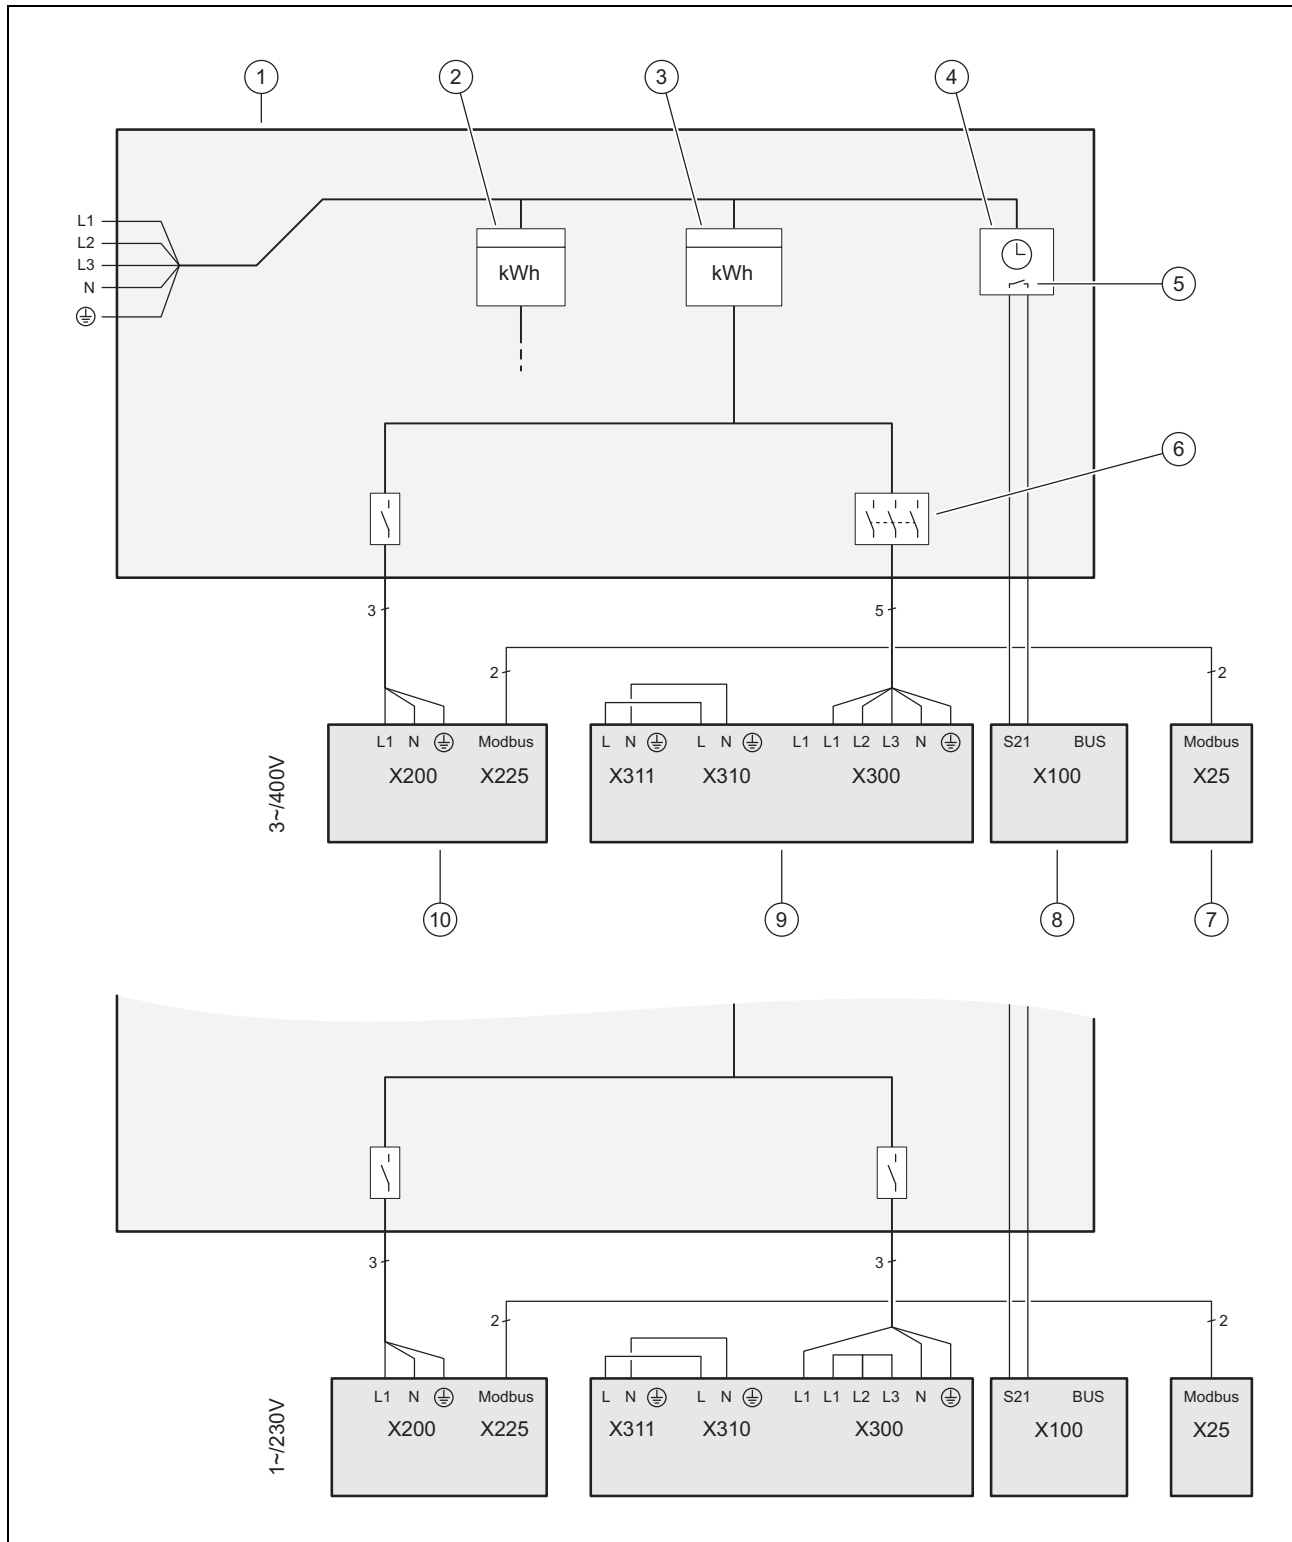 1 2 3 4
L1
L2
L3
N
kWh kWh
5
6
3 5
2 2
3~/400V
L1 N Modbus L N L N L1 L1 L2 L3 N S21 BUS Modbus
X200 X225 X311 X310 X300 X100 X25
10 9 8 7
3 3
2 2
1~/230V
L1 N Modbus L N L N L1 L1 L2 L3 N S21 BUS Modbus
X200 X225 X311 X310 X300 X100 X25